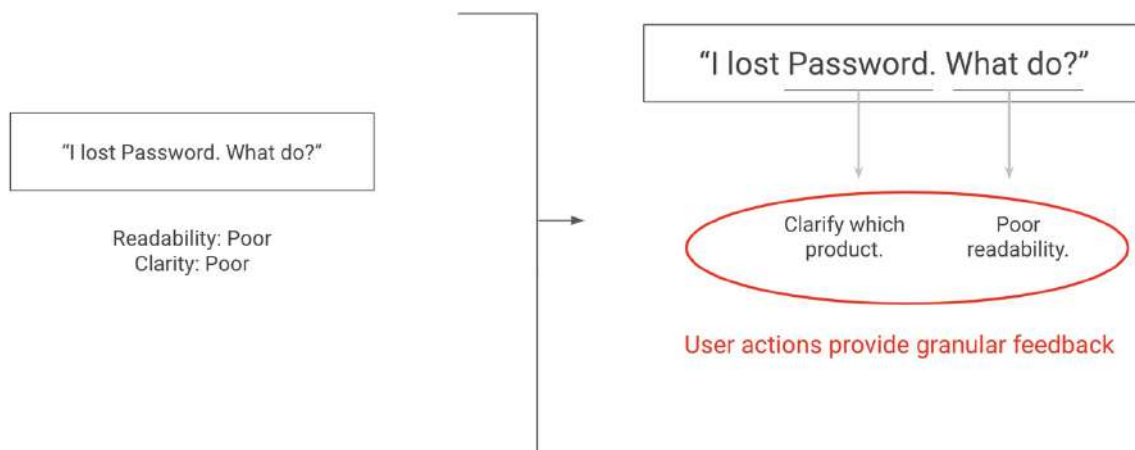 “I lost Password. What do?“
Readability: Poor
Clarity: Poor
“I lost Password. What do?”
Clarify which
product.
Poor
readability.
User actions provide granular feedback